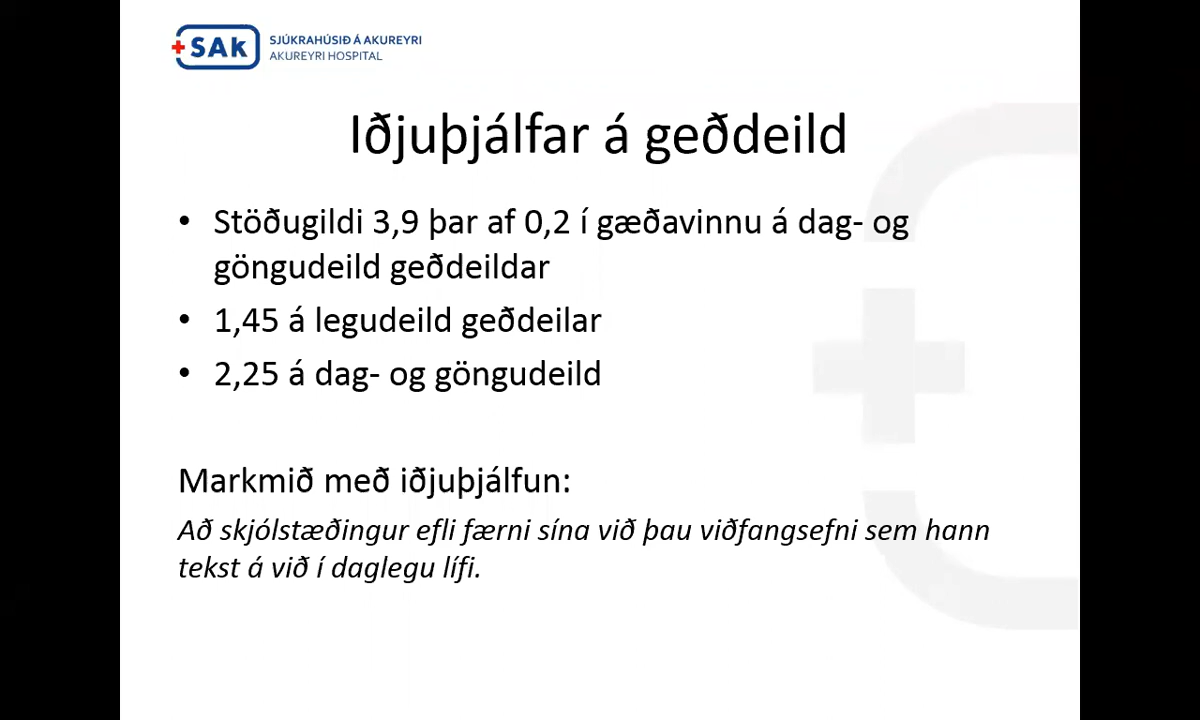 SAk
SJÚKRAHÚSIÐ Á AKUREYRI
AKUREYRI HOSPITAL
Iðjuþjálfar á geðdeild
• Stöðugildi 3,9 þar af 0,2 í gæðavinnu á dag- og
göngudeild geðdeildar
• 1,45 á legudeild geðdeilar
• 2,25 á dag- og göngudeild
Markmið með iðjuþjálfun:
Að skjólstæðingur efli færni sína við þau viðfangsefni sem hann
tekst á við í daglegu lífi.